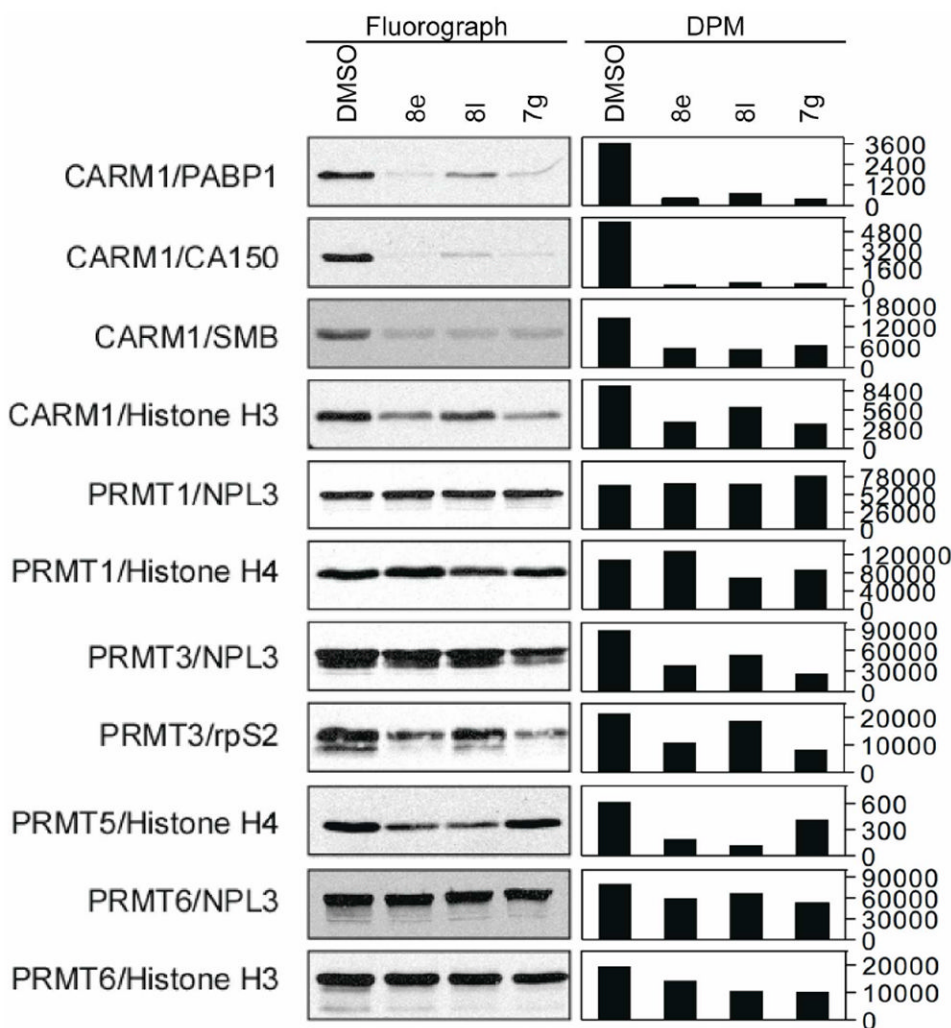 Fluorograph DPM
DMSO 8e 8l 7g DMSO 8e 8l 7g
CARM1/PABP1 3600 2400 1200 0
CARM1/CA150 4800 3200 1600 0
CARM1/SMB 18000 12000 6000 0
CARM1/Histone H3 8400 5600 2800 0
PRMT1/NPL3 78000 52000 26000 0
PRMT1/Histone H4 120000 80000 40000 0
PRMT3/NPL3 90000 60000 30000 0
PRMT3/rpS2 20000 10000 0
PRMT5/Histone H4 600 300 0
PRMT6/NPL3 90000 60000 30000 0
PRMT6/Histone H3 20000 10000 0